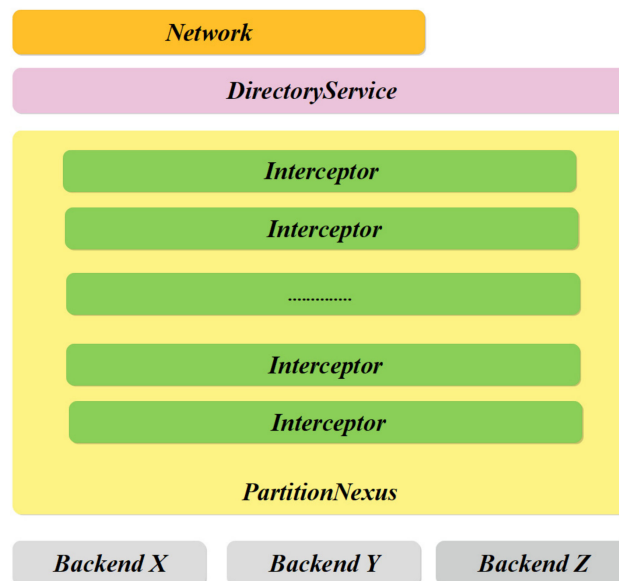 Network
DirectoryService
Interceptor
Interceptor
..............
Interceptor
Interceptor
PartitionNexus
Backend X
Backend Y
Backend Z